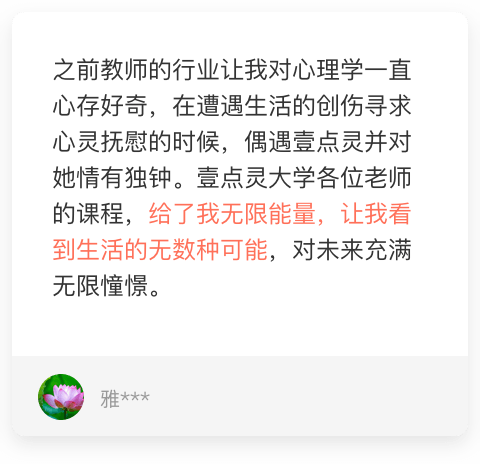 之前教师的行业让我对心理学一直
心存好奇，在遭遇生活的创伤寻求
心灵抚慰的时候，偶遇壹点灵并对
她情有独钟。壹点灵大学各位老师
的课程，给了我无限能量，让我看
到生活的无数种可能，对未来充满
无限憧憬。
雅***